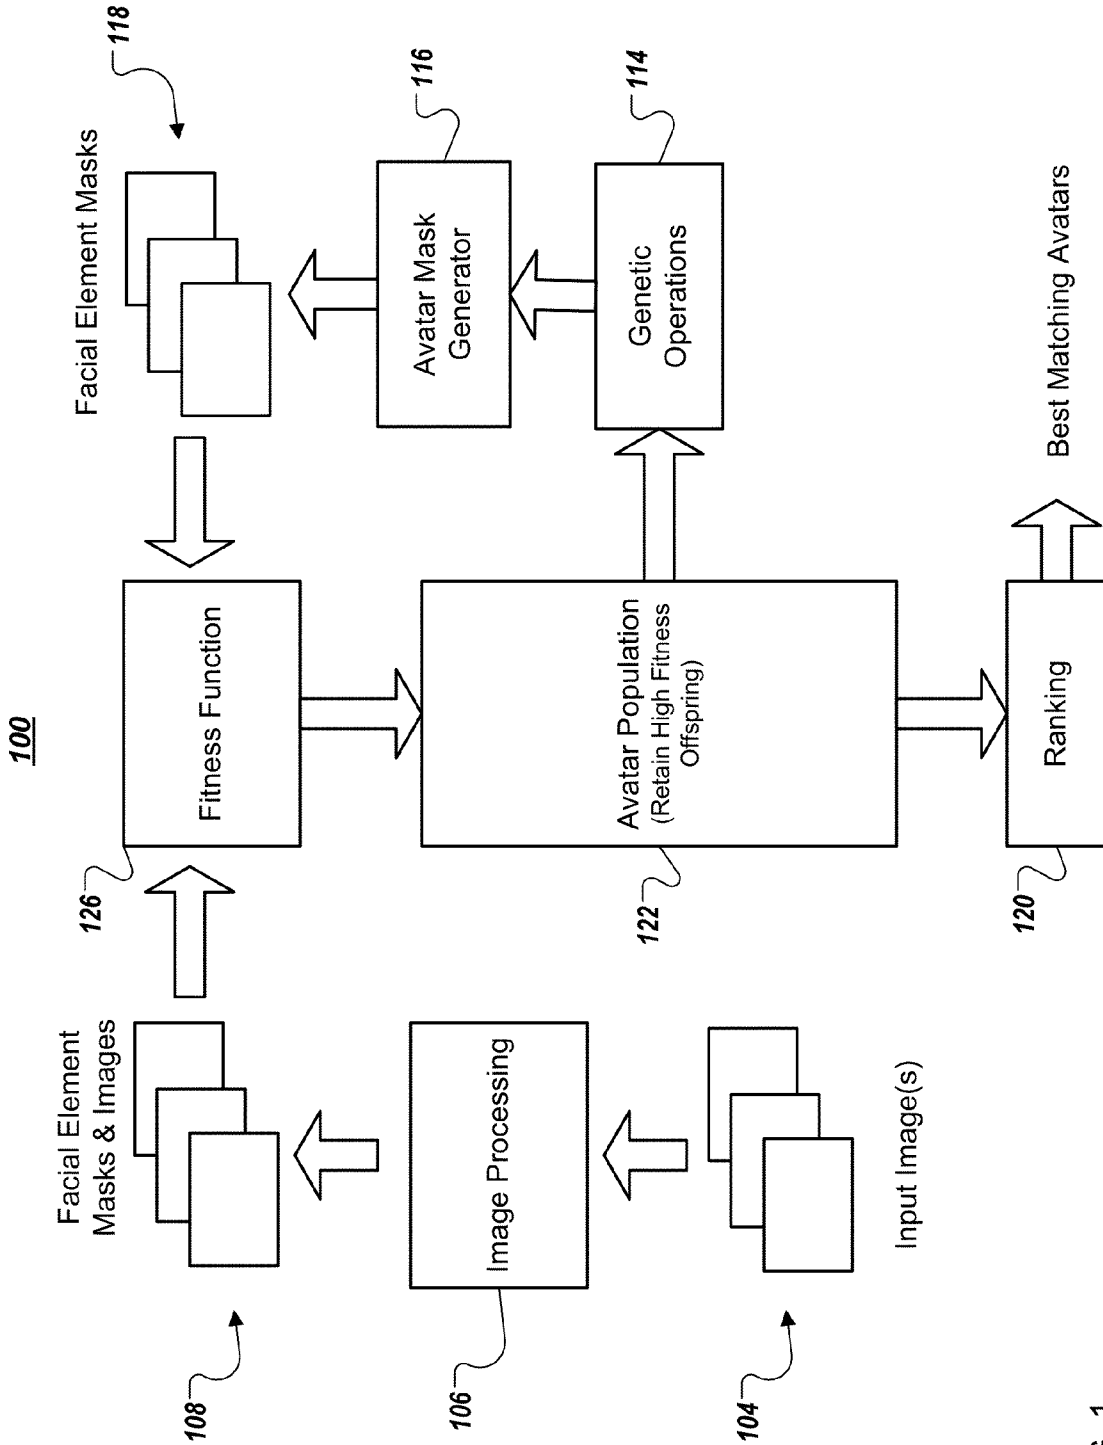 100
Facial Element
Masks & Images
108
Image Processing
106
104
Input Image(s)
126
Fitness Function
Avatar Population
(Retain High Fitness
Offspring)
122
120
Ranking
Best Matching Avatars
Facial Element Masks
118
Avatar Mask
Generator
116
Genetic
Operations
114